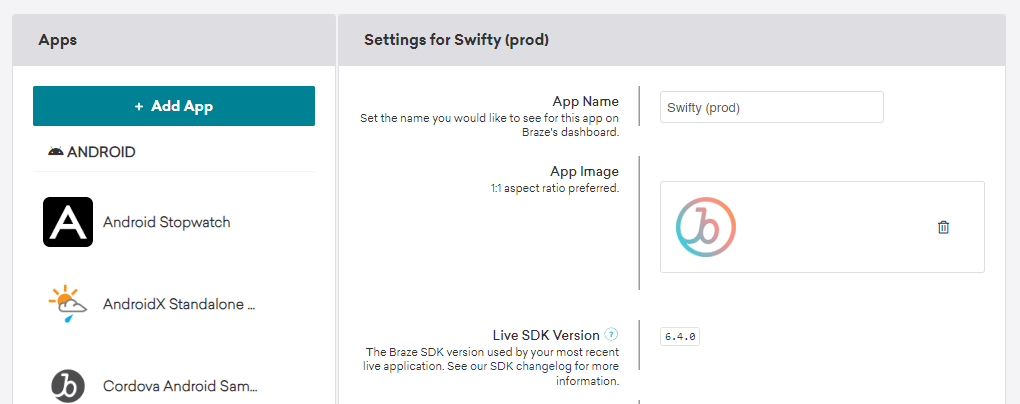 Apps
+ Add App
ANDROID
A
Android Stopwatch
AndroidX Standalone ...
b
Cordova Android Sam...
Settings for Swifty (prod)
App Name
Set the name you would like to see for this app on
Braze's dashboard.
Swifty (prod)
App Image
1:1 aspect ratio preferred.
b
Live SDK Version ?
6.4.0
The Braze SDK version used by your most recent
live application. See our SDK changelog for more
information.